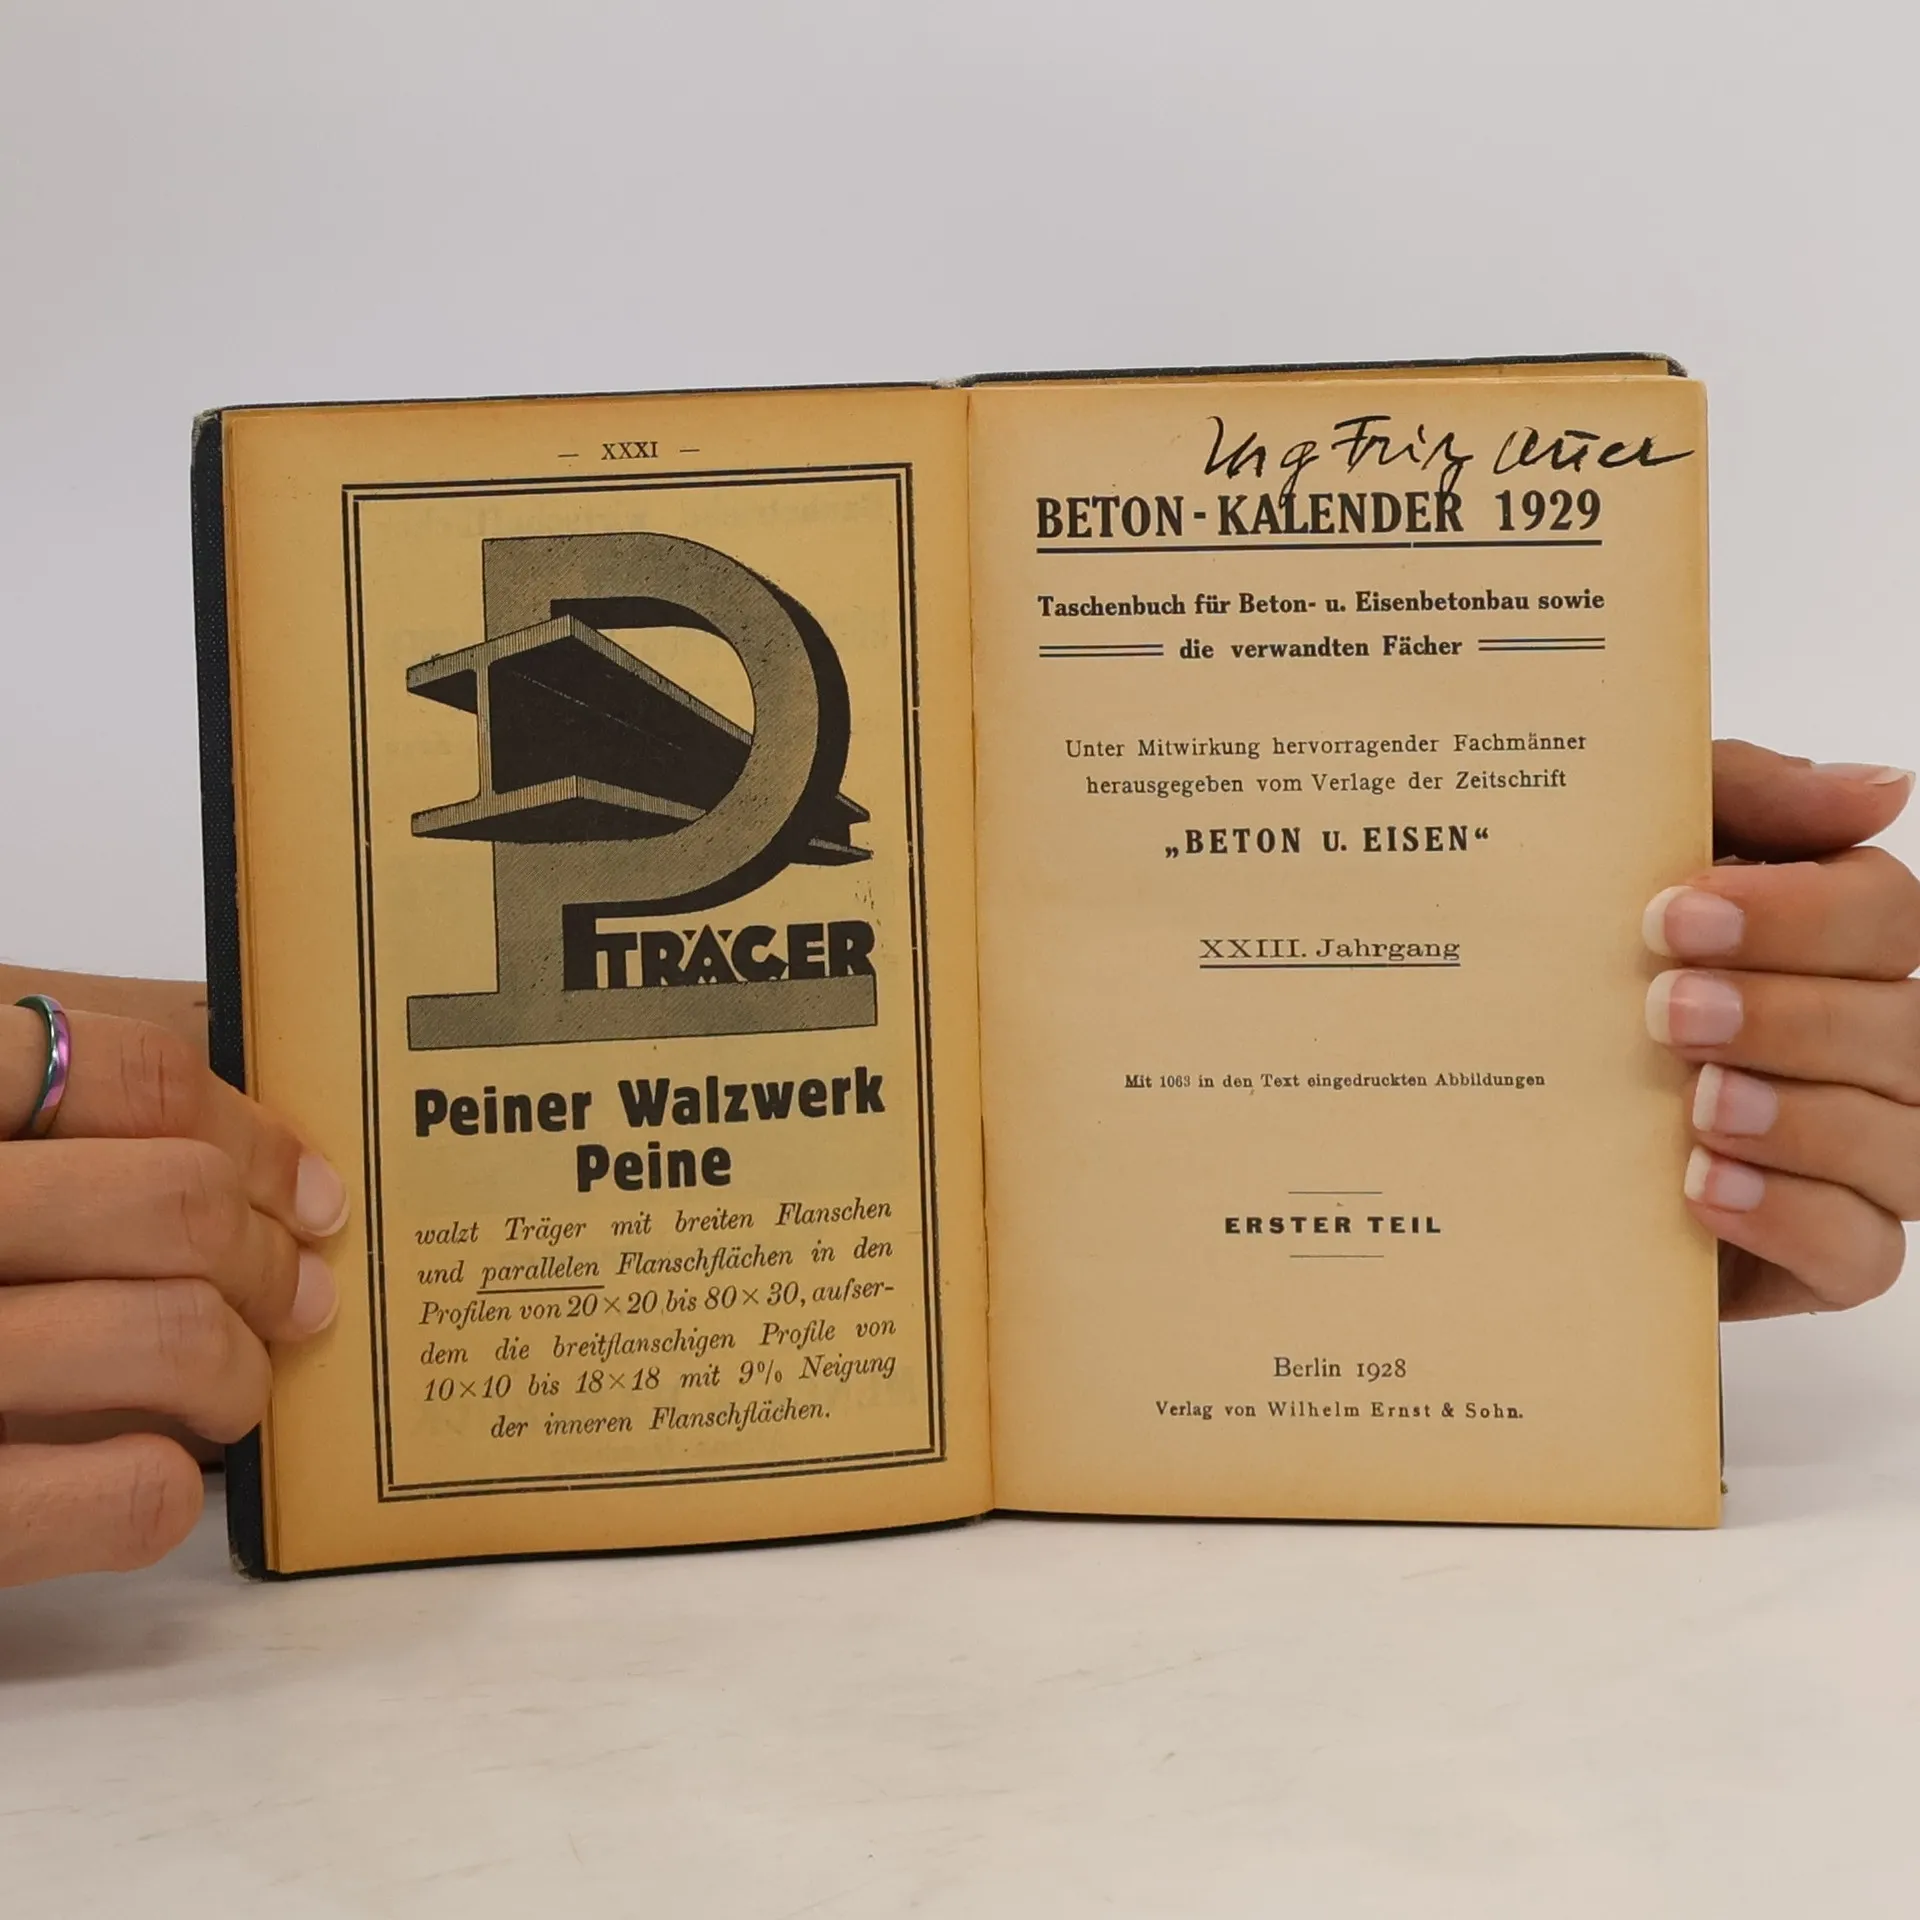 — XXXI —
P
TRÄGER
Peiner Walzwerk
Peine
walzt Träger mit breiten Flanschen
und parallelen Flanschflächen in den
Profilen von 20×20 bis 80×30, aufser-
dem die breitflanschigen Profile von
10×10 bis 18×18 mit 9% Neigung
der inneren Flanschflächen.
Ing Fritz Auer
BETON-KALENDER 1929
Taschenbuch für Beton- u. Eisenbetonbau sowie
die verwandten Fächer
Unter Mitwirkung hervorragender Fachmänner
herausgegeben vom Verlage der Zeitschrift
„BETON U. EISEN“
XXIII. Jahrgang
Mit 1063 in den Text eingedruckten Abbildungen
ERSTER TEIL
Berlin 1928
Verlag von Wilhelm Ernst & Sohn.